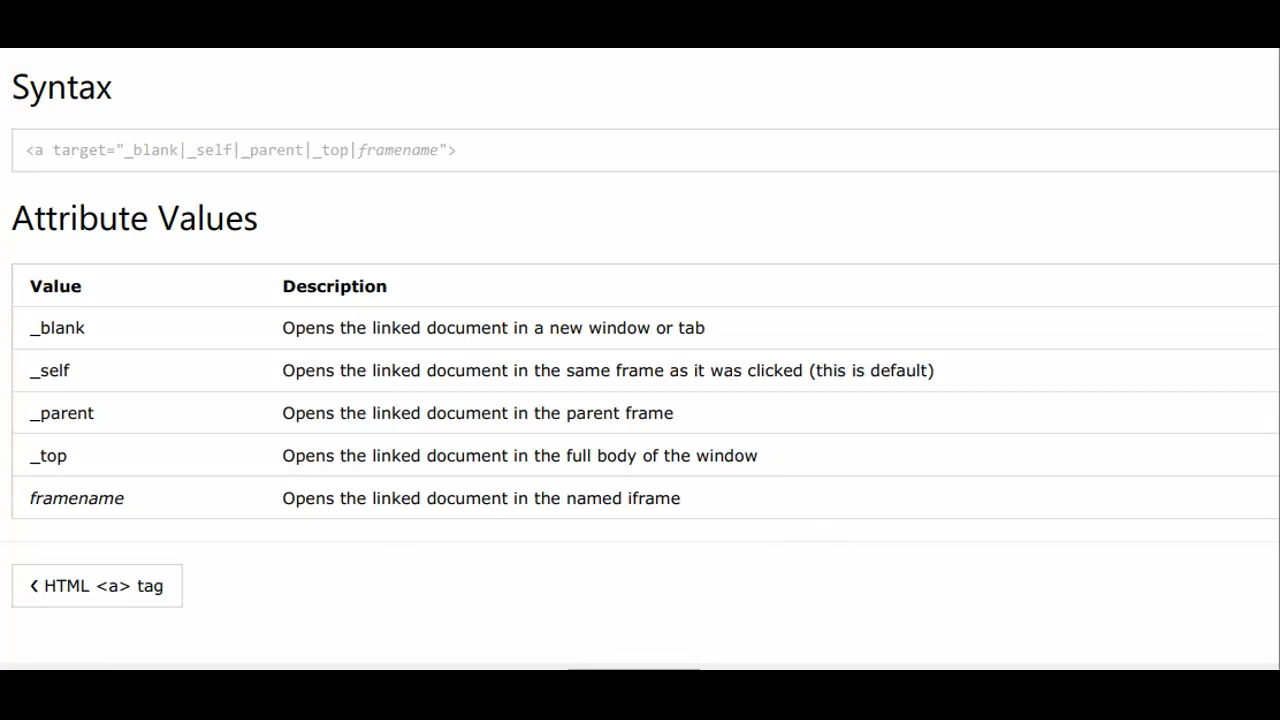 Syntax
<a target="_blank|_self|_parent|_top|framename">
Attribute Values
Value Description
_blank Opens the linked document in a new window or tab
_self Opens the linked document in the same frame as it was clicked (this is default)
_parent Opens the linked document in the parent frame
_top Opens the linked document in the full body of the window
framename Opens the linked document in the named iframe
❮ HTML <a> tag